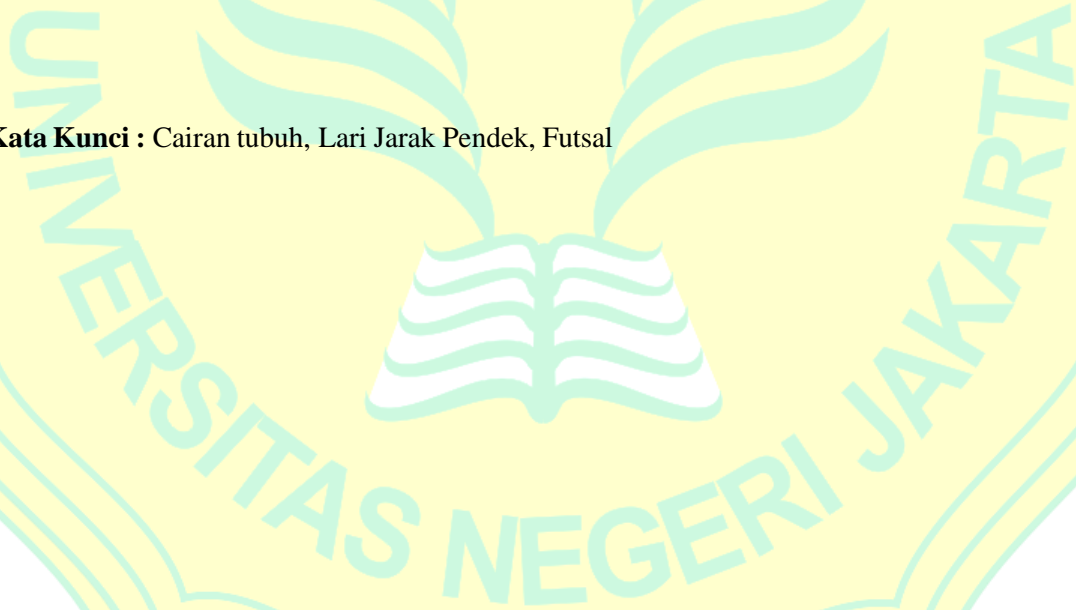 Kata Kunci : Cairan tubuh, Lari Jarak Pendek, Futsal
UNIVERSITAS NEGERI JAKARTA